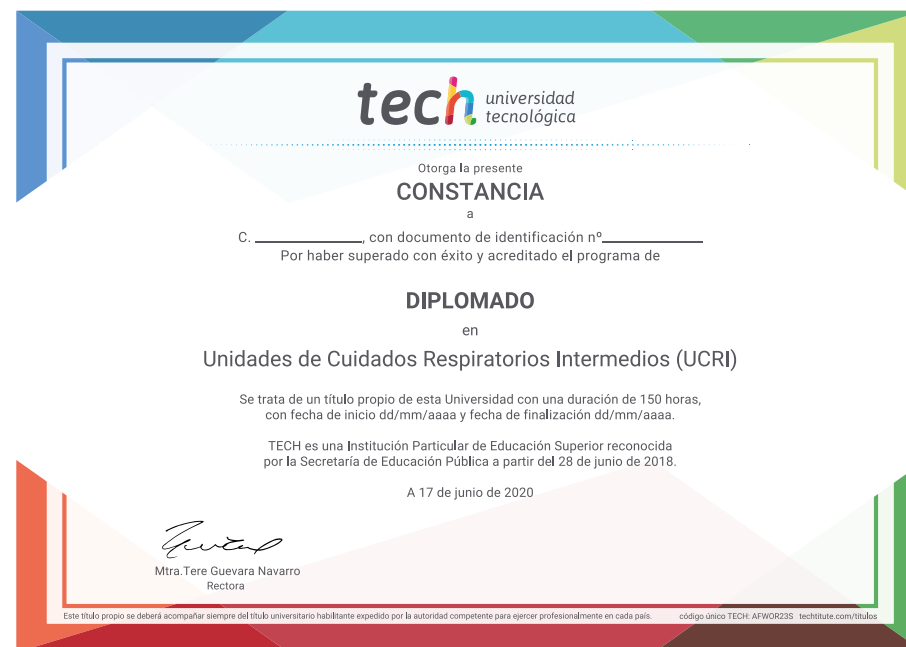 tech universidad
tecnológica
Otorga la presente
CONSTANCIA
a
C. ______________, con documento de identificación nº_____________
Por haber superado con éxito y acreditado el programa de
DIPLOMADO
en
Unidades de Cuidados Respiratorios Intermedios (UCRI)
Se trata de un título propio de esta Universidad con una duración de 150 horas,
con fecha de inicio dd/mm/aaaa y fecha de finalización dd/mm/aaaa.
TECH es una Institución Particular de Educación Superior reconocida
por la Secretaría de Educación Pública a partir del 28 de junio de 2018.
A 17 de junio de 2020
Mtra.Tere Guevara Navarro
Rectora
Este título propio se deberá acompañar siempre del título universitario habilitante expedido por la autoridad competente para ejercer profesionalmente en cada país. código único TECH: AFWOR23S techtitute.com/titulos